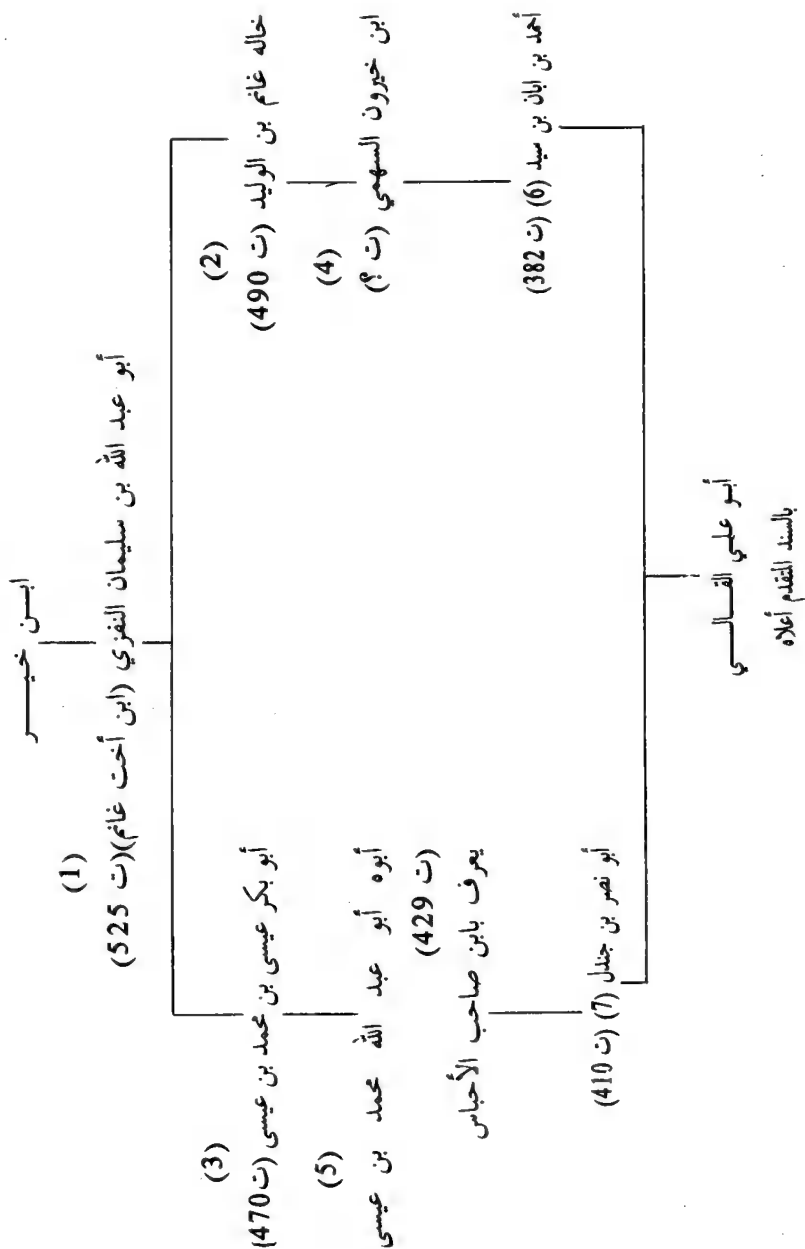 ابن خير
(1)
أبو عبد الله بن سليمان النفزي (ابن أخت غانم)(ت 525)
(2)
خاله غانم بن الوليد (ت 490)
(3)
أبو بكر عيسى بن محمد بن عيسى (ت 470)
(4)
ابن خيرون السهمي (ت ؟)
(5)
أبوه أبو عبد الله محمد بن عيسى
يعرف بابن صاحب الأحباس
(ت 429)
أحمد بن ابان بن سيد (6) (ت 382)
أبو نصر بن جندل (7) (ت 410)
أبو علي القالي
بالسند المتقدم أعلاه